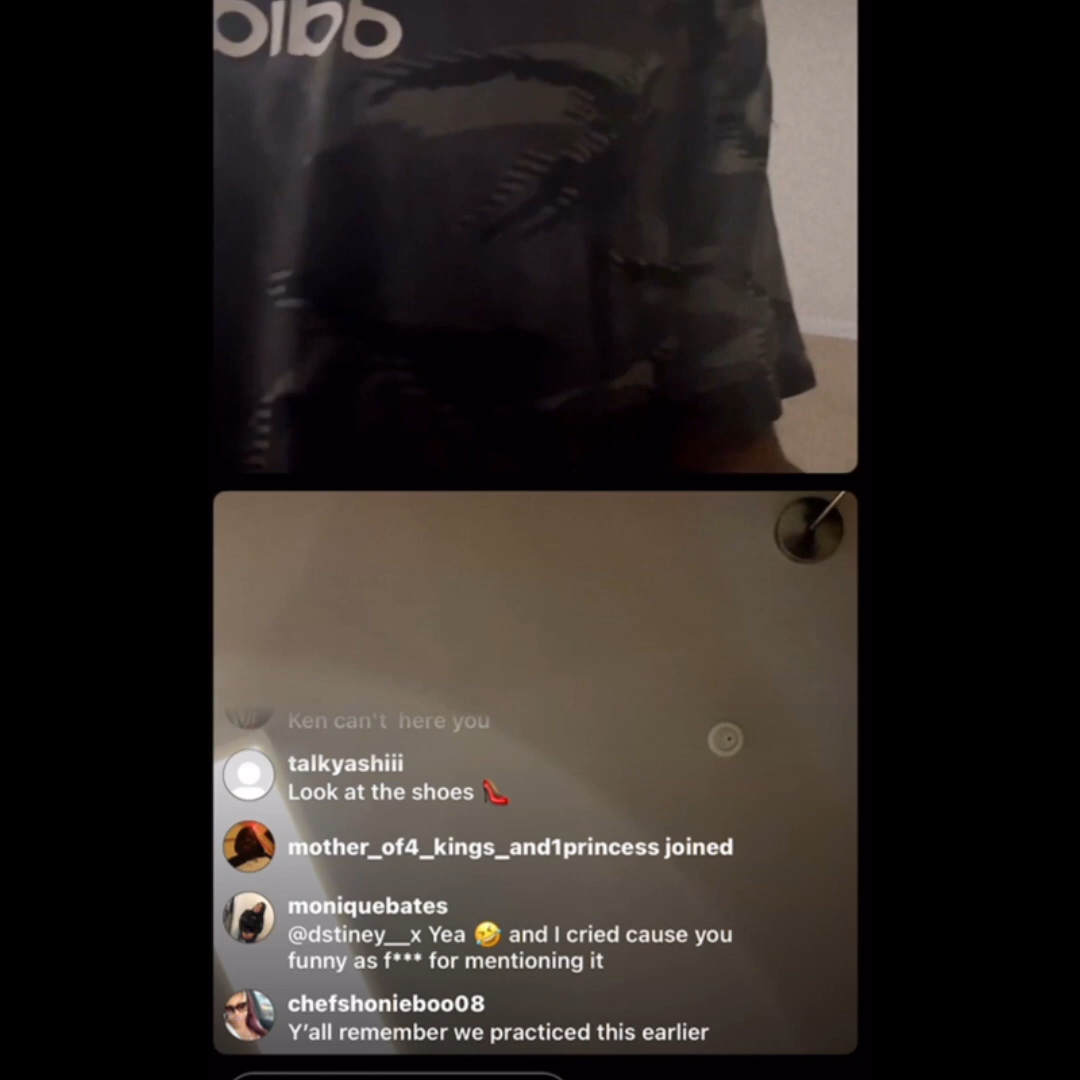 Ken can't here you
talkyashiii
Look at the shoes 👠
mother_of4_kings_and1princess joined
moniquebates
@dstiney__x Yea 🤣 and I cried cause you
funny as f*** for mentioning it
chefshonieboo08
Y'all remember we practiced this earlier